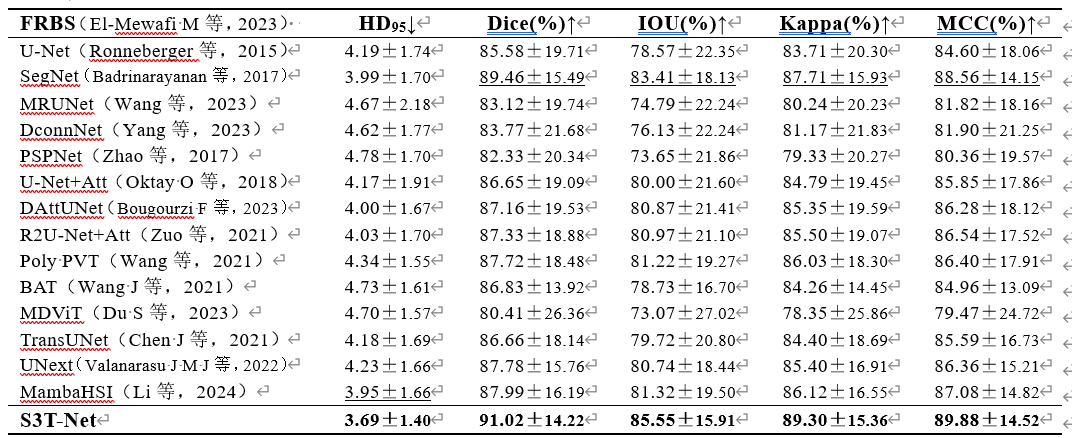 FRBS(El-Mewafi M 等, 2023) HD95↓ Dice(%)↑ IOU(%)↑ Kappa(%)↑ MCC(%)↑
U-Net(Ronneberger 等, 2015) 4.19±1.74 85.58±19.71 78.57±22.35 83.71±20.30 84.60±18.06
SegNet(Badrinarayanan 等, 2017) 3.99±1.70 89.46±15.49 83.41±18.13 87.71±15.93 88.56±14.15
MRUNet(Wang 等, 2023) 4.67±2.18 83.12±19.74 74.79±22.24 80.24±20.23 81.82±18.16
DconnNet(Yang 等, 2023) 4.62±1.77 83.77±21.68 76.13±22.24 81.17±21.83 81.90±21.25
PSPNet(Zhao 等, 2017) 4.78±1.70 82.33±20.34 73.65±21.86 79.33±20.27 80.36±19.57
U-Net+Att(Oktay O 等, 2018) 4.17±1.91 86.65±19.09 80.00±21.60 84.79±19.45 85.85±17.86
DAttUNet(Bougourzi F 等, 2023) 4.00±1.67 87.16±19.53 80.87±21.41 85.35±19.59 86.28±18.12
R2U-Net+Att(Zuo 等, 2021) 4.03±1.70 87.33±18.88 80.97±21.10 85.50±19.07 86.54±17.52
Poly PVT(Wang 等, 2021) 4.34±1.55 87.72±18.48 81.22±19.27 86.03±18.30 86.40±17.91
BAT(Wang J 等, 2021) 4.73±1.61 86.83±13.92 78.73±16.70 84.26±14.45 84.96±13.09
MDViT(Du S 等, 2023) 4.70±1.57 80.41±26.36 73.07±27.02 78.35±25.86 79.47±24.72
TransUNet(Chen J 等, 2021) 4.18±1.69 86.66±18.14 79.72±20.80 84.40±18.69 85.59±16.73
UNext(Valanarasu J M J 等, 2022) 4.23±1.66 87.78±15.76 80.74±18.44 85.40±16.91 86.36±15.21
MambaHSI(Li 等, 2024) 3.95±1.66 87.99±16.19 81.32±19.50 86.12±16.55 87.08±14.82
S3T-Net 3.69±1.40 91.02±14.22 85.55±15.91 89.30±15.36 89.88±14.52